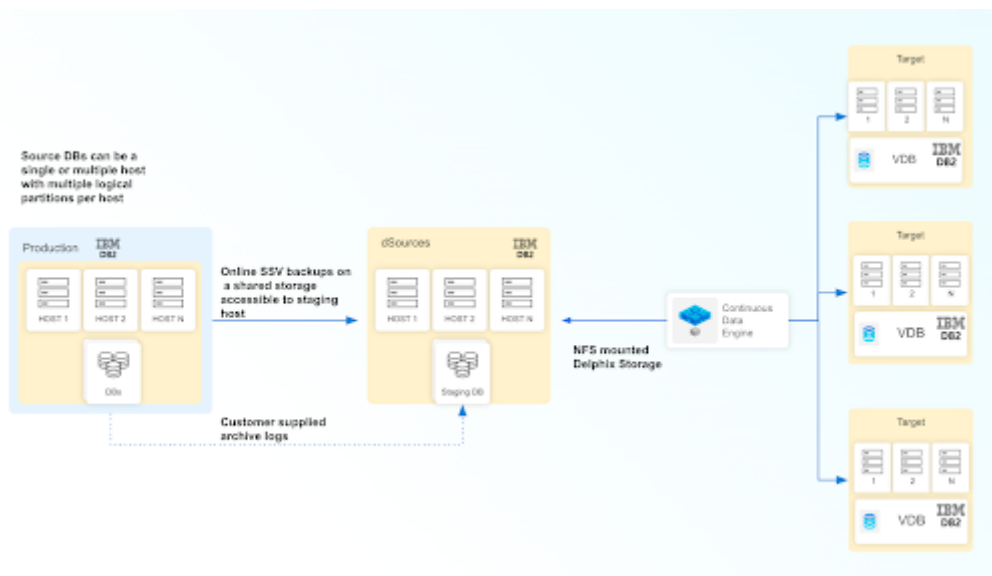 Source DBs can be a
single or multiple host
with multiple logical
partitions per host
Production
IBM
DB2
HOST 1
HOST 2
HOST N
DBs
Online SSV backups on
a shared storage
accessible to staging
host
Customer supplied
archive logs
dSources
IBM
DB2
HOST 1
HOST 2
HOST N
Staging DB
NFS mounted
Delphix Storage
Continuous
Data
Engine
Target
1
2
N
VDB
IBM
DB2
Target
1
2
N
VDB
IBM
DB2
Target
1
2
N
VDB
IBM
DB2